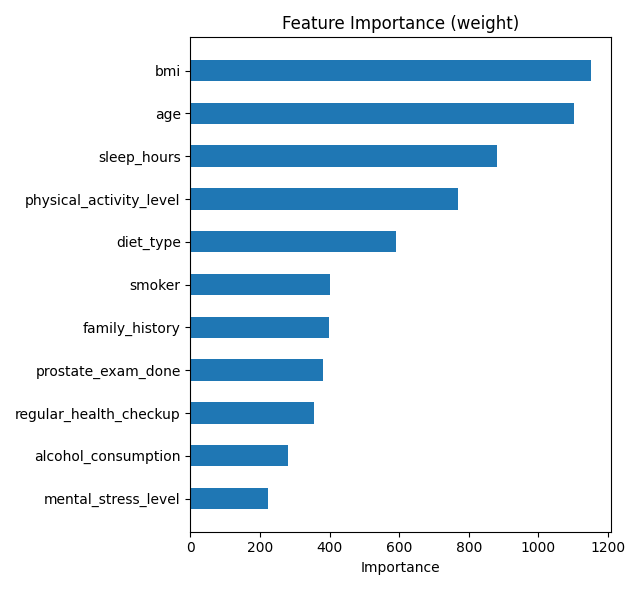 Feature Importance (weight)
bmi
age
sleep_hours
physical_activity_level
diet_type
smoker
family_history
prostate_exam_done
regular_health_checkup
alcohol_consumption
mental_stress_level
0 200 400 600 800 1000 1200
Importance